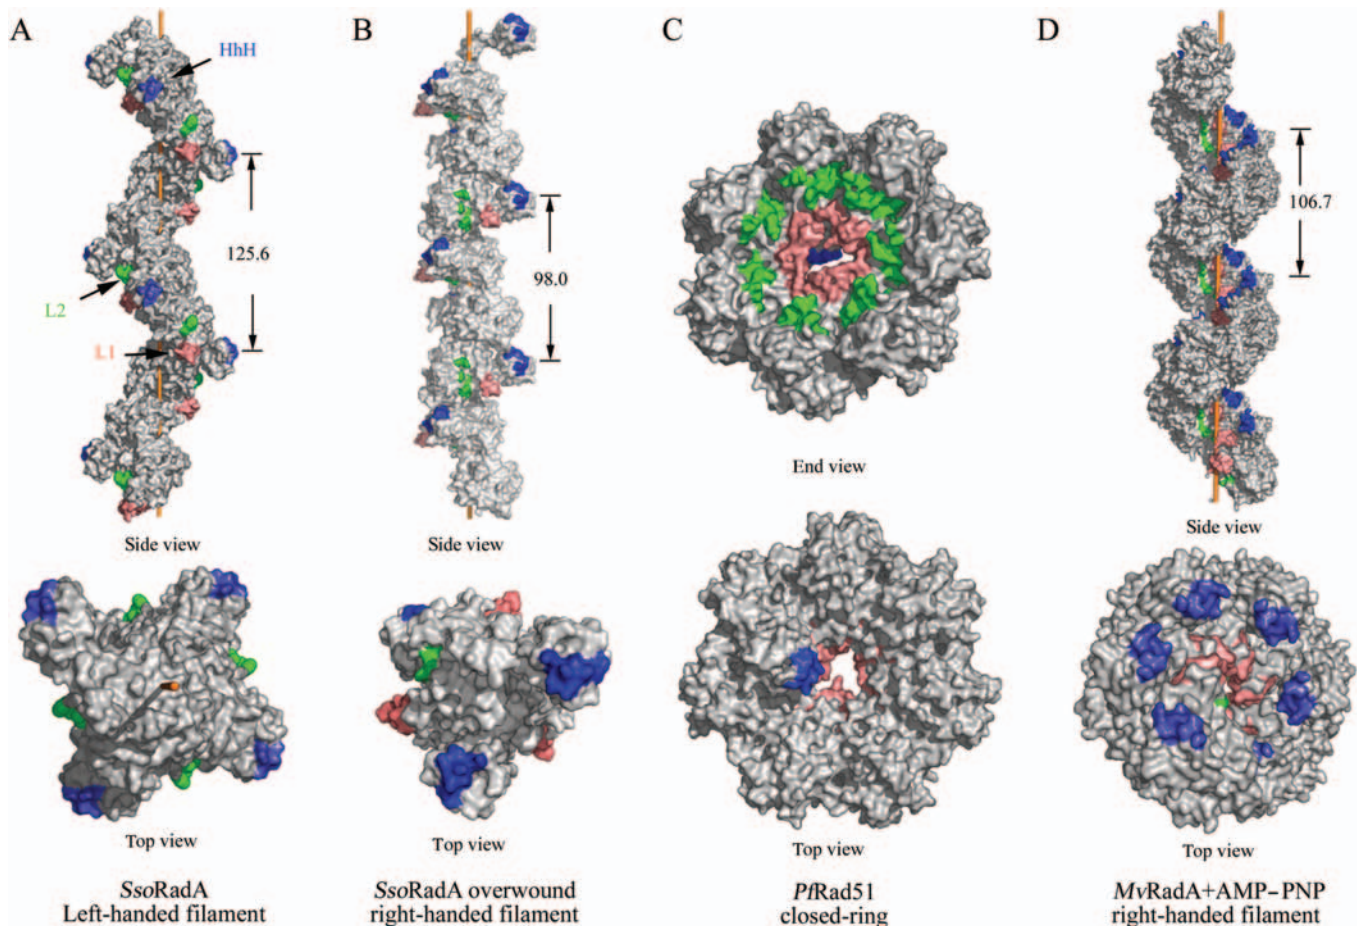 A
B
C
D
HhH
125.6
L2
L1
98.0
106.7
End view
Side view
Side view
Side view
Top view
Top view
Top view
Top view
SsoRadA
Left-handed filament
SsoRadA overwound
right-handed filament
PfRad51
closed-ring
MvRadA+AMP–PNP
right-handed filament